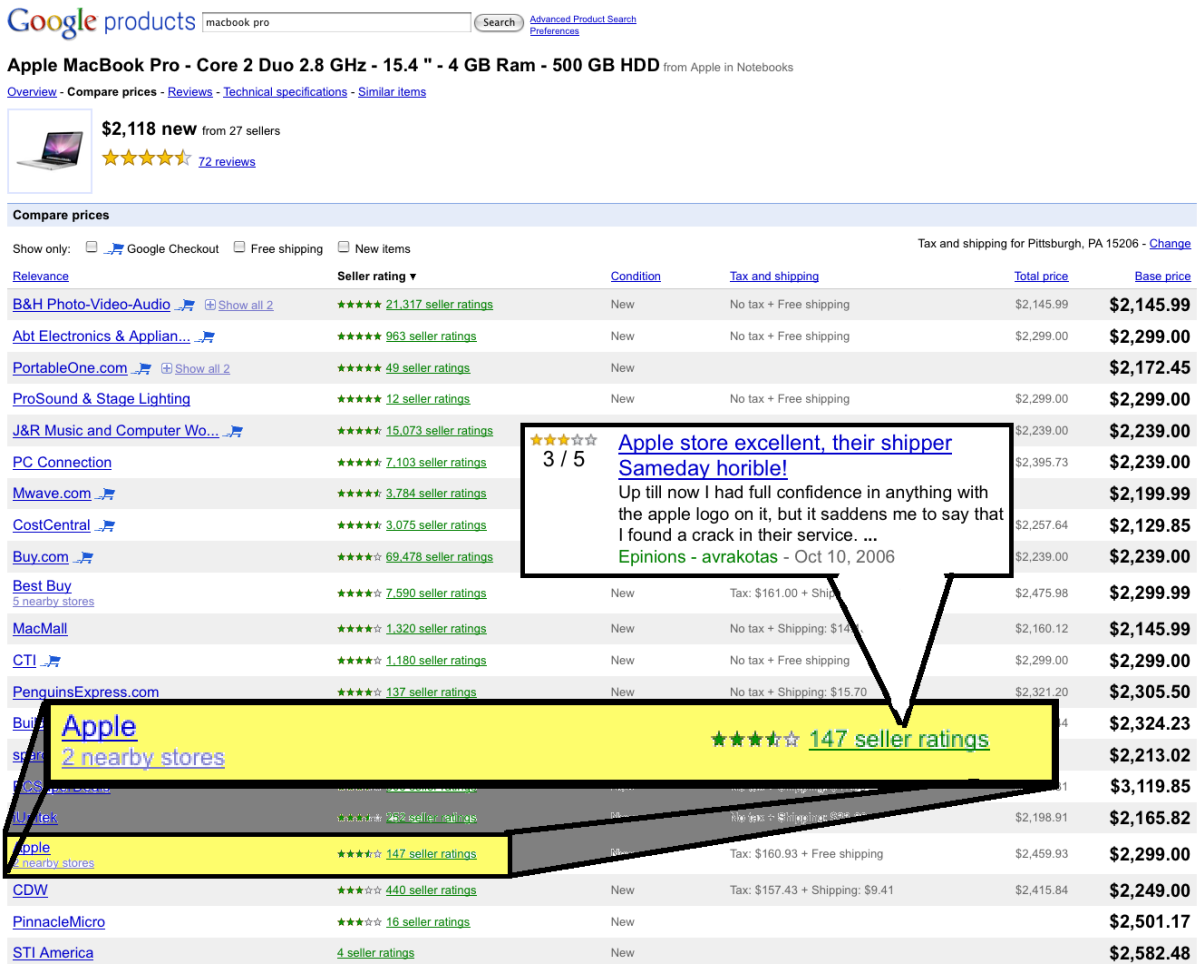 Google products macbook pro Search Advanced Product Search
Preferences
Apple MacBook Pro - Core 2 Duo 2.8 GHz - 15.4 " - 4 GB Ram - 500 GB HDD from Apple in Notebooks
Overview - Compare prices - Reviews - Technical specifications - Similar items
$2,118 new from 27 sellers
72 reviews
Compare prices
Show only: Google Checkout Free shipping New items Tax and shipping for Pittsburgh, PA 15206 - Change
Relevance Seller rating ▼ Condition Tax and shipping Total price Base price
B&H Photo-Video-Audio Show all 2 ★★★★★ 21,317 seller ratings New No tax + Free shipping $2,145.99 $2,145.99
Abt Electronics & Applian... ★★★★★ 963 seller ratings New No tax + Free shipping $2,299.00 $2,299.00
PortableOne.com Show all 2 ★★★★★ 49 seller ratings New $2,172.45
ProSound & Stage Lighting ★★★★★ 12 seller ratings New No tax + Free shipping $2,299.00 $2,299.00
J&R Music and Computer Wo... 15,073 seller ratings $2,239.00 $2,239.00
PC Connection 7,103 seller ratings $2,395.73 $2,239.00
Mwave.com 3,784 seller ratings $2,199.99
CostCentral 3,075 seller ratings $2,257.64 $2,129.85
Buy.com 69,478 seller ratings $2,239.00 $2,239.00
3 / 5
Apple store excellent, their shipper
Sameday horrible!
Up till now I had full confidence in anything with
the apple logo on it, but it saddens me to say that
I found a crack in their service. ...
Epinions - avrakotas - Oct 10, 2006
Best Buy 7,590 seller ratings New Tax: $161.00 + $2,475.98 $2,299.99
5 nearby stores
MacMall 1,320 seller ratings New No tax + Shipping: $2,160.12 $2,145.99
CTI 1,180 seller ratings New No tax + Free shipping $2,299.00 $2,299.00
PenguinsExpress.com 137 seller ratings New No tax + Shipping: $15.70 $2,321.20 $2,305.50
$2,324.23
$2,213.02
Apple 147 seller ratings
2 nearby stores
$3,119.85
$2,198.91 $2,165.82
Apple 147 seller ratings Tax: $160.93 + Free shipping $2,459.93 $2,299.00
2 nearby stores
CDW 440 seller ratings New Tax: $157.43 + Shipping: $9.41 $2,415.84 $2,249.00
PinnacleMicro 16 seller ratings New $2,501.17
STI America 4 seller ratings New $2,582.48